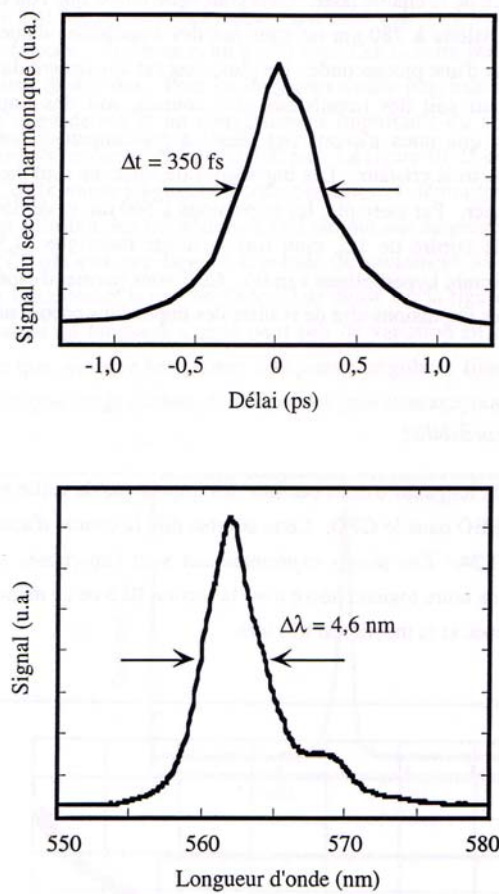 Signal du second harmonique (u.a.)
Δt = 350 fs
-1,0 -0,5 0 0,5 1,0
Délai (ps)
Signal (u.a.)
Δλ = 4,6 nm
550 560 570 580
Longueur d'onde (nm)